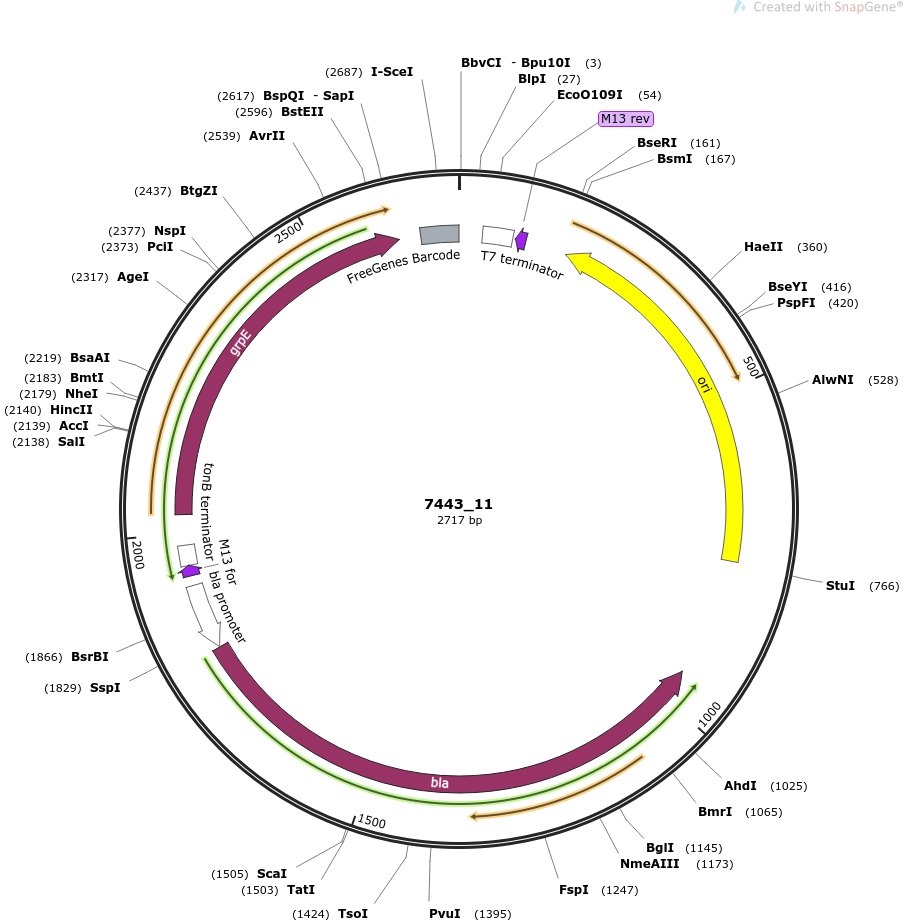 Created with SnapGene®
(2687) I-SceI
BbvCI - Bpu10I (3)
BlpI (27)
(2617) BspQI - SapI
EcoO109I (54)
(2596) BstEII
M13 rev
(2539) AvrII
BseRI (161)
BsmI (167)
(2437) BtgZI
2500
(2377) NspI
(2373) PciI
HaeII (360)
FreeGenes Barcode
T7 terminator
(2317) AgeI
BseYI (416)
PspFI (420)
grpE
(2219) BsaAI
500
(2183) BmtI
AlwNI (528)
ori
(2179) NheI
(2140) HincII
(2139) AccI
(2138) SalI
7443_11
2717 bp
tonB terminator
2000
M13 for
StuI (766)
bla promoter
(1866) BsrBI
(1829) SspI
1000
bla
AhdI (1025)
BmrI (1065)
1500
BglI (1145)
NmeAIII (1173)
(1505) ScaI
(1503) TatI
FspI (1247)
(1424) TsoI
PvuI (1395)